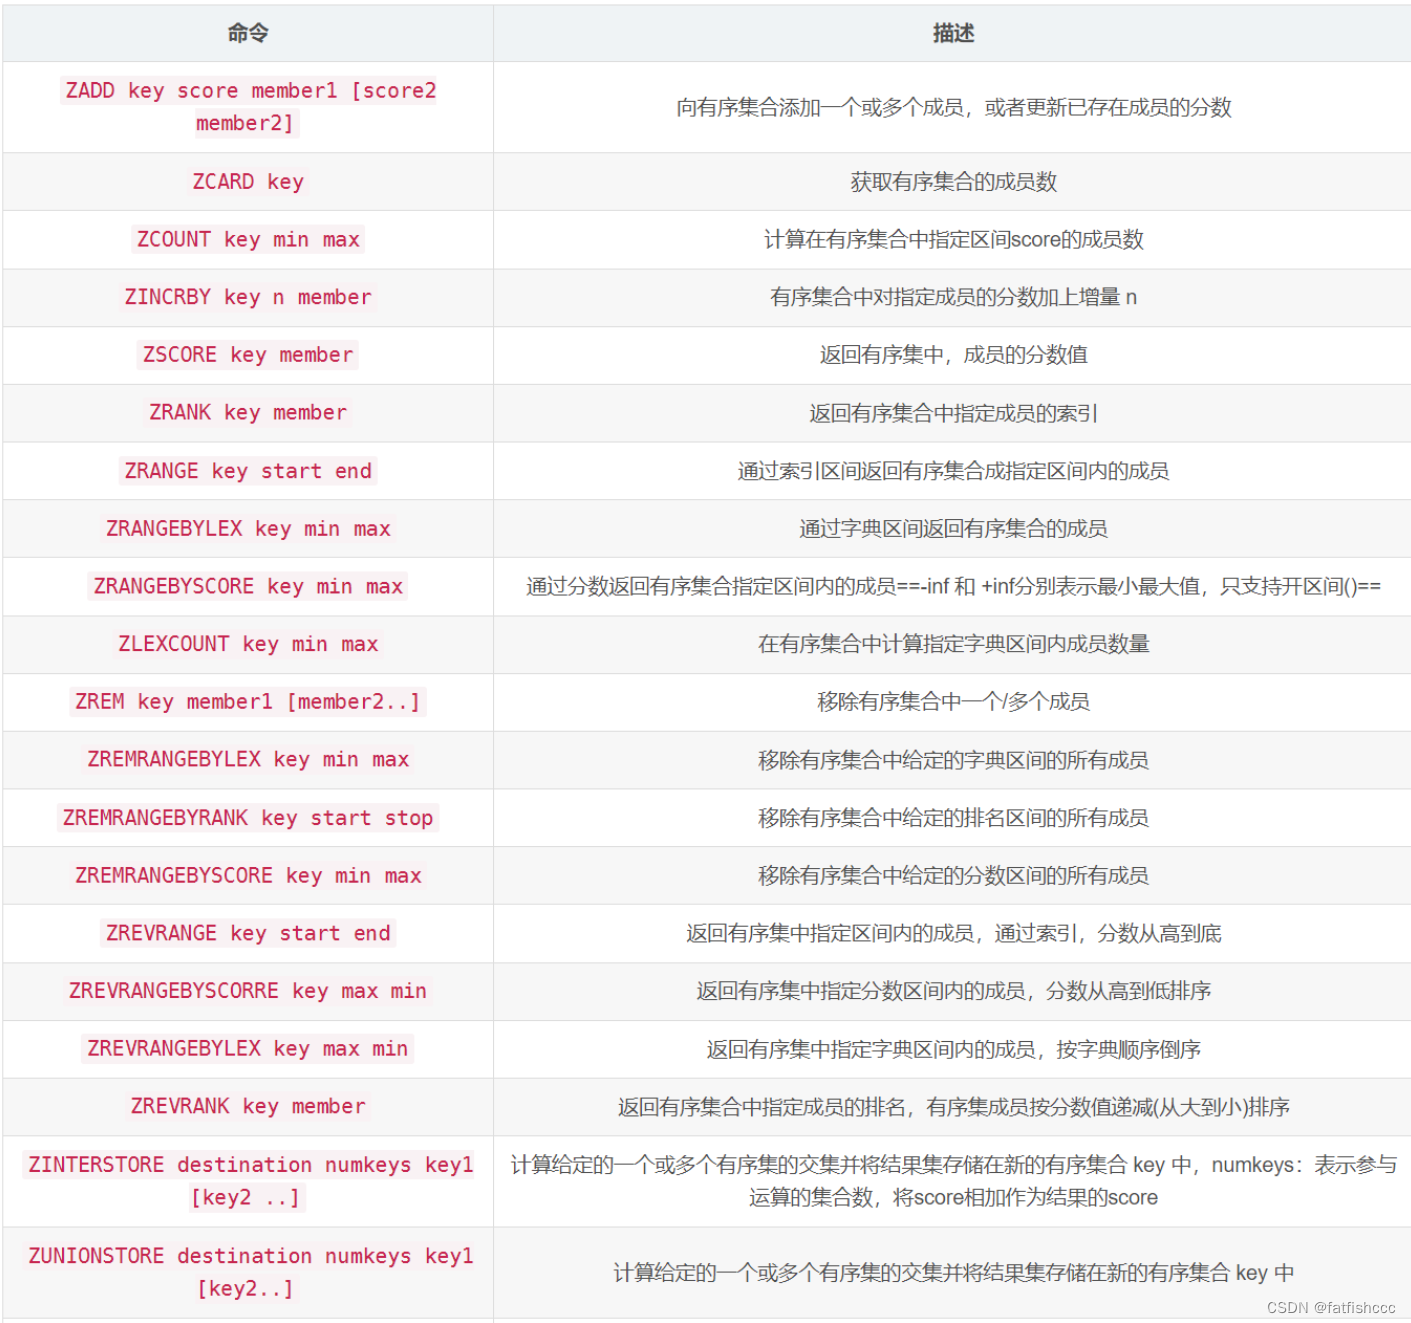 命令 描述
ZADD key score member1 [score2
member2]
向有序集合添加一个或多个成员，或者更新已存在成员的分数
ZCARD key 获取有序集合的成员数
ZCOUNT key min max 计算在有序集合中指定区间score的成员数
ZINCRBY key n member 有序集合中对指定成员的分数加上增量 n
ZSCORE key member 返回有序集中，成员的分数值
ZRANK key member 返回有序集合中指定成员的索引
ZRANGE key start end 通过索引区间返回有序集合成指定区间内的成员
ZRANGEBYLEX key min max 通过字典区间返回有序集合的成员
ZRANGEBYSCORE key min max 通过分数返回有序集合指定区间内的成员==-inf 和 +inf分别表示最小最大值，只支持开区间()==
ZLEXCOUNT key min max 在有序集合中计算指定字典区间内成员数量
ZREM key member1 [member2..] 移除有序集合中一个/多个成员
ZREMRANGEBYLEX key min max 移除有序集合中给定的字典区间的所有成员
ZREMRANGEBYRANK key start stop 移除有序集合中给定的排名区间的所有成员
ZREMRANGEBYSCORE key min max 移除有序集合中给定的分数区间的所有成员
ZREVRANGE key start end 返回有序集中指定区间内的成员，通过索引，分数从高到底
ZREVRANGEBYSCORRE key max min 返回有序集中指定分数区间内的成员，分数从高到低排序
ZREVRANGEBYLEX key max min 返回有序集中指定字典区间内的成员，按字典顺序倒序
ZREVRANK key member 返回有序集合中指定成员的排名，有序集成员按分数值递减(从大到小)排序
ZINTERSTORE destination numkeys key1
[key2 ..]
计算给定的一个或多个有序集的交集并将结果集存储在新的有序集合 key 中，numkeys：表示参与
运算的集合数，将score相加作为结果的score
ZUNIONSTORE destination numkeys key1
[key2..]
计算给定的一个或多个有序集的交集并将结果集存储在新的有序集合 key 中
CSDN @fatfishccc